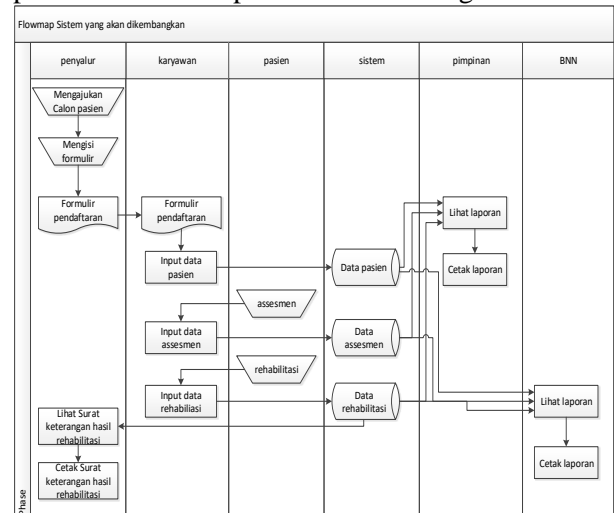 Flowmap Sistem yang akan dikembangkan
penyalur
karyawan
pasien
sistem
pimpinan
BNN
Mengajukan
Calon pasien
Mengisi
formulir
Formulir
pendaftaran
Formulir
pendaftaran
Lihat laporan
Input data
pasien
Data pasien
Cetak laporan
assesmen
Input data
assesmen
Data
assesmen
rehabilitasi
Input data
rehabiliasi
Data
rehabilitasi
Lihat laporan
Lihat Surat
keterangan hasil
rehabilitasi
Cetak Surat
keterangan hasil
rehabilitasi
Cetak laporan
Phase